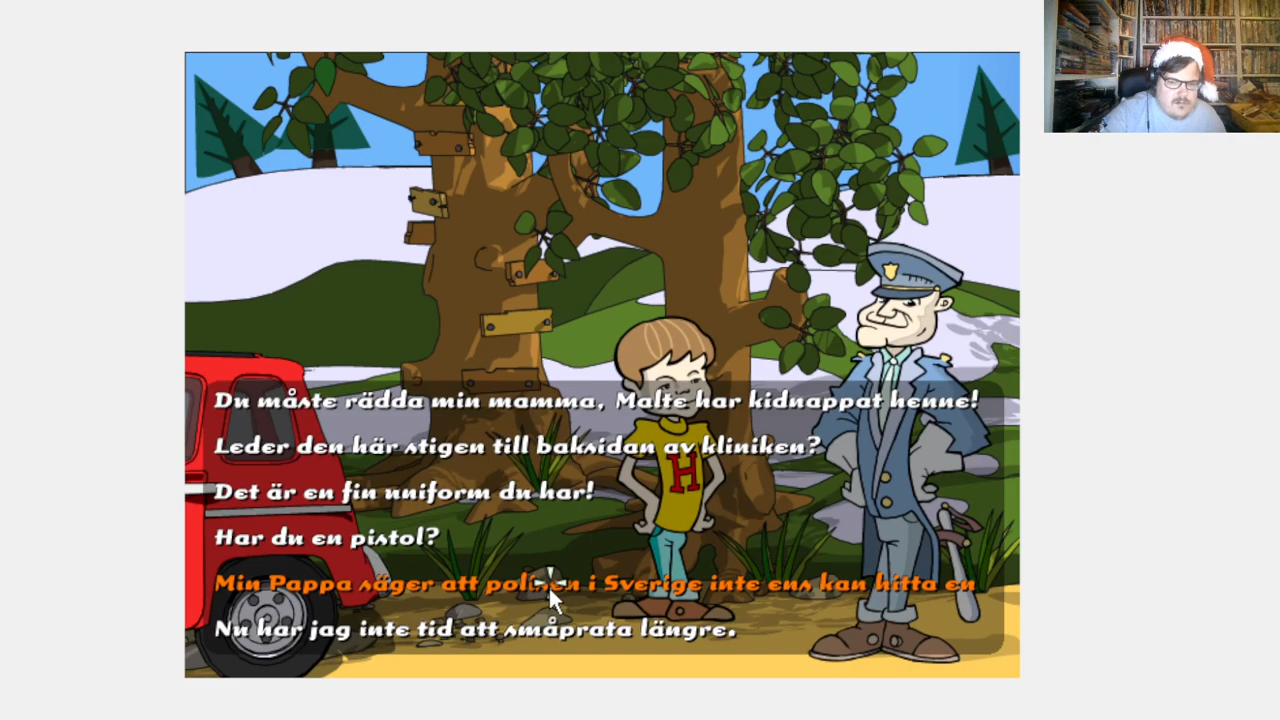 Du måste rädda min mamma, Malte har kidnappat henne!
Leder den här stigen till baksidan av kliniken?
Det är en fin uniform du har!
H
Har du en pistol?
Min Pappa säger att polisen i Sverige inte ens kan hitta en
Nu har jag inte tid att småprata längre.